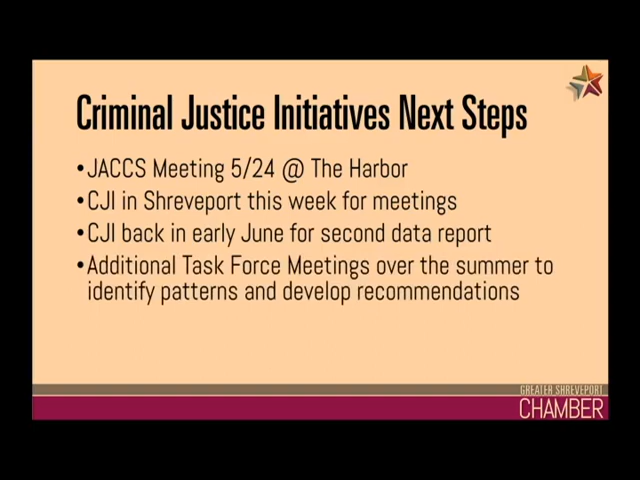 Criminal Justice Initiatives Next Steps
•JACCS Meeting 5/24 @ The Harbor
•CJI in Shreveport this week for meetings
•CJI back in early June for second data report
•Additional Task Force Meetings over the summer to
identify patterns and develop recommendations
GREATER SHREVEPORT
CHAMBER